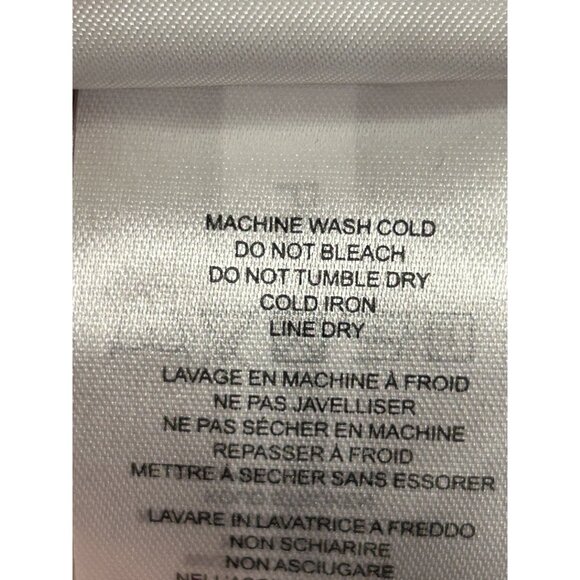 MACHINE WASH COLD
DO NOT BLEACH
DO NOT TUMBLE DRY
COLD IRON
LINE DRY
LAVAGE EN MACHINE À FROID
NE PAS JAVELLISER
NE PAS SÉCHER EN MACHINE
REPASSER À FROID
METTRE À SECHER SANS ESSORER
LAVARE IN LAVATRICE A FREDDO
NON SCHIARIRE
NON ASCIUGARE